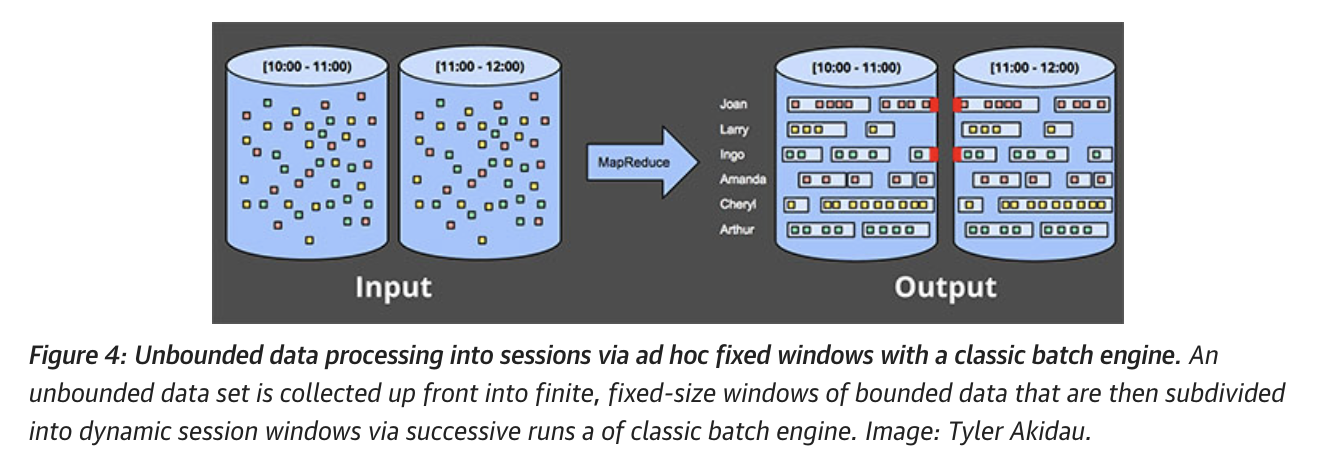 [10:00 - 11:00)
[11:00 - 12:00)
MapReduce
[10:00 - 11:00)
[11:00 - 12:00)
Joan
Larry
Ingo
Amanda
Cheryl
Arthur
Input
Output
Figure 4: Unbounded data processing into sessions via ad hoc fixed windows with a classic batch engine. An
unbounded data set is collected up front into finite, fixed-size windows of bounded data that are then subdivided
into dynamic session windows via successive runs a of classic batch engine. Image: Tyler Akidau.